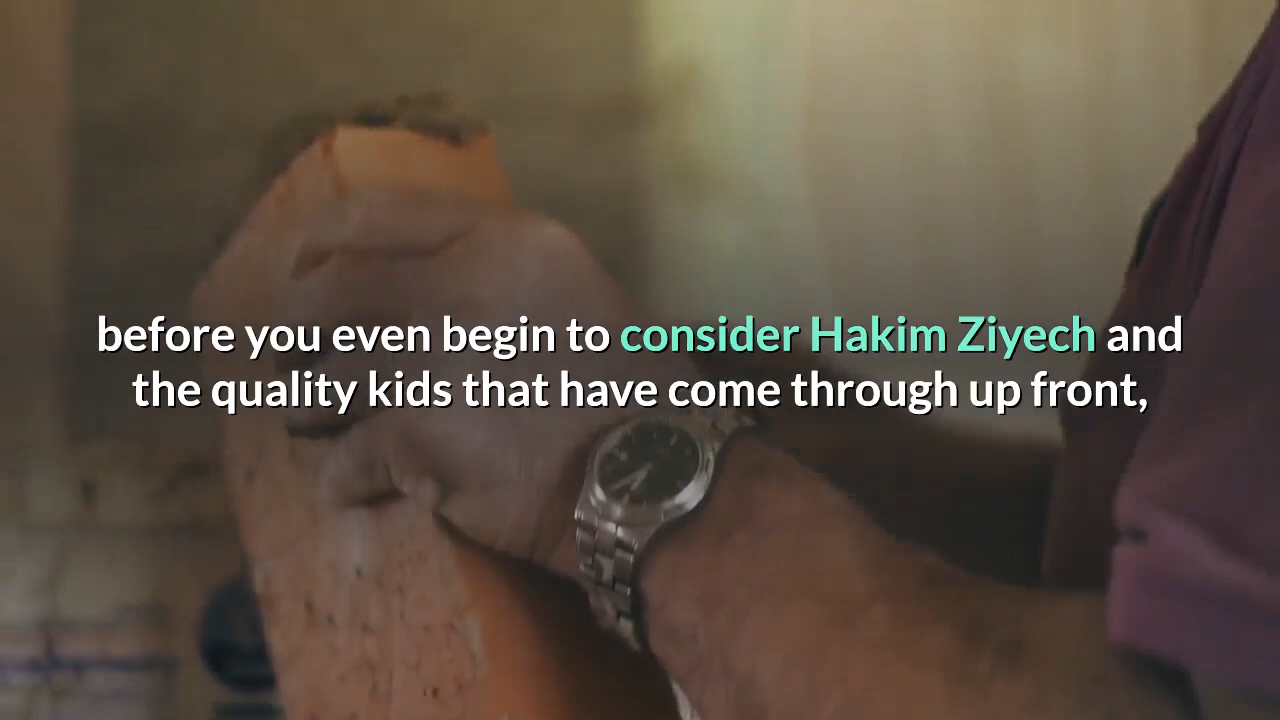 before you even begin to consider Hakim Ziyech and
the quality kids that have come through up front,